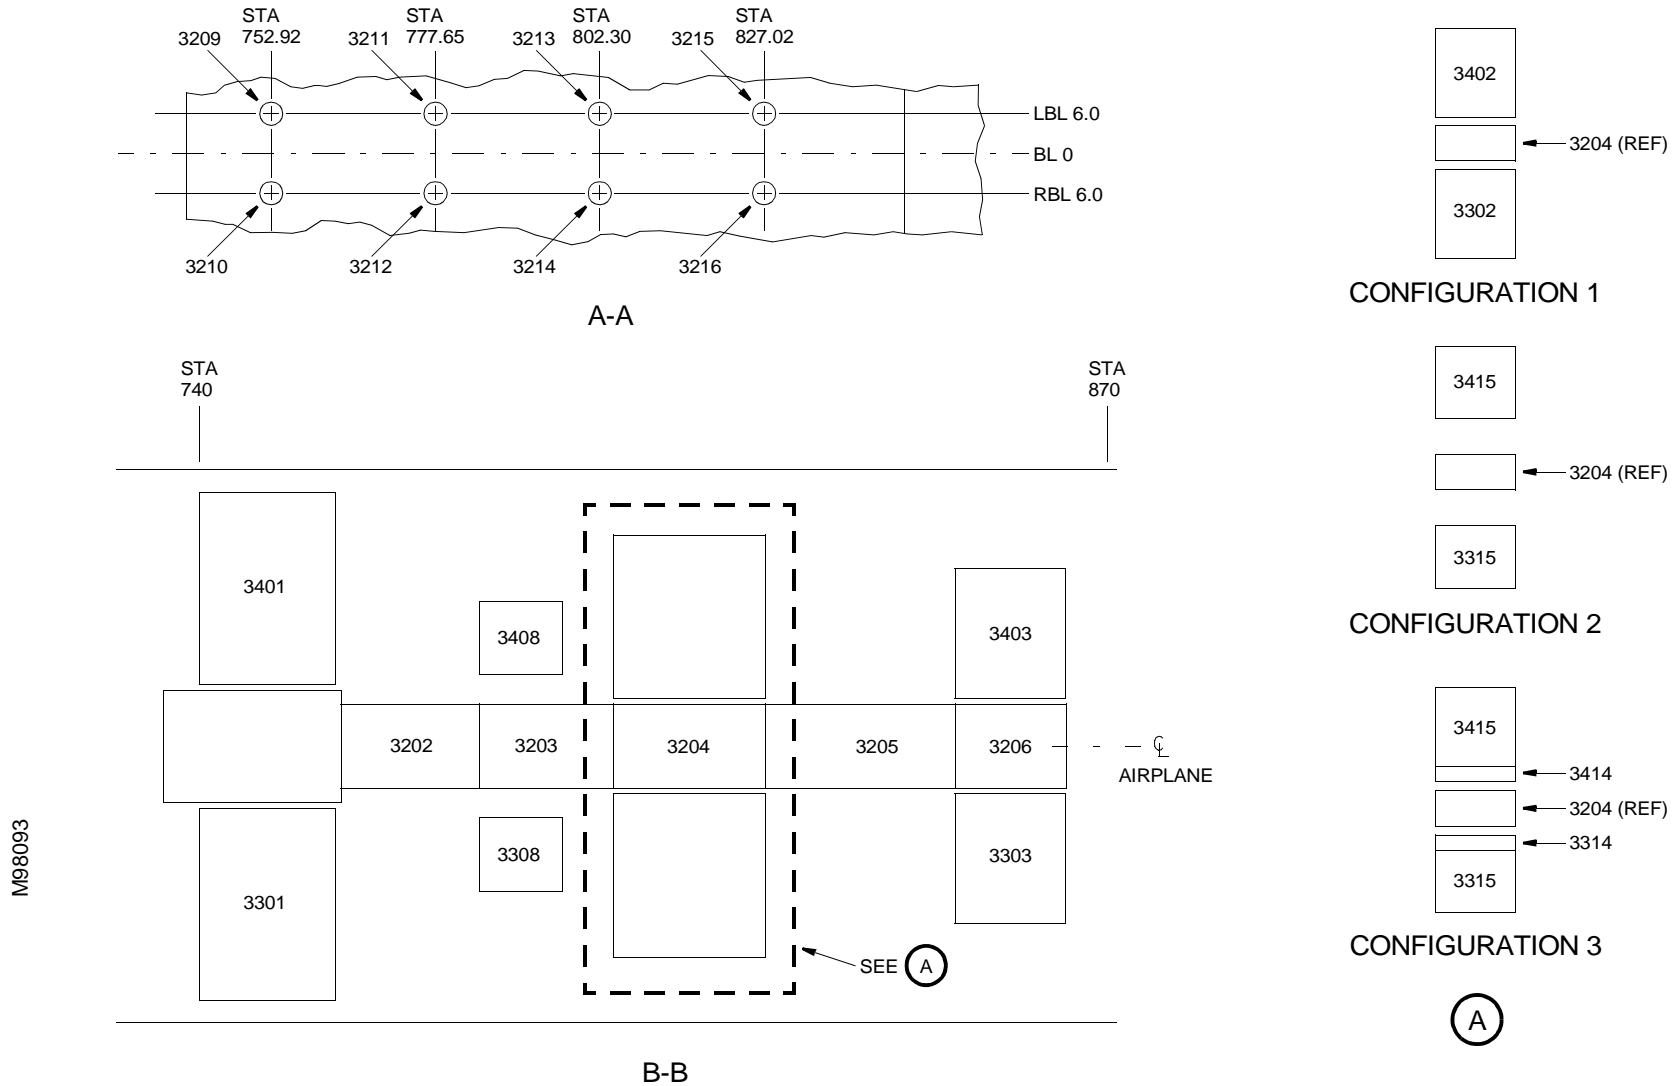 STA
752.92
STA
777.65
STA
802.30
STA
827.02
3209
3211
3213
3215
LBL 6.0
BL 0
RBL 6.0
3210
3212
3214
3216
A-A
STA
740
STA
870
3401
3408
3403
3202
3203
3204
3205
3206
CL
AIRPLANE
3301
3308
3303
SEE A
B-B
M98093
3402
3204 (REF)
3302
CONFIGURATION 1
3415
3204 (REF)
3315
CONFIGURATION 2
3415
3414
3204 (REF)
3314
3315
CONFIGURATION 3
A